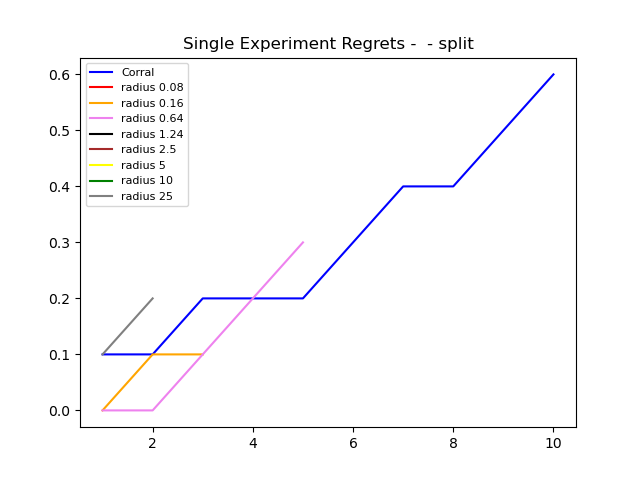 Single Experiment Regrets -  - split
Corral
radius 0.08
radius 0.16
radius 0.64
radius 1.24
radius 2.5
radius 5
radius 10
radius 25
0.6
0.5
0.4
0.3
0.2
0.1
0.0
2 4 6 8 10